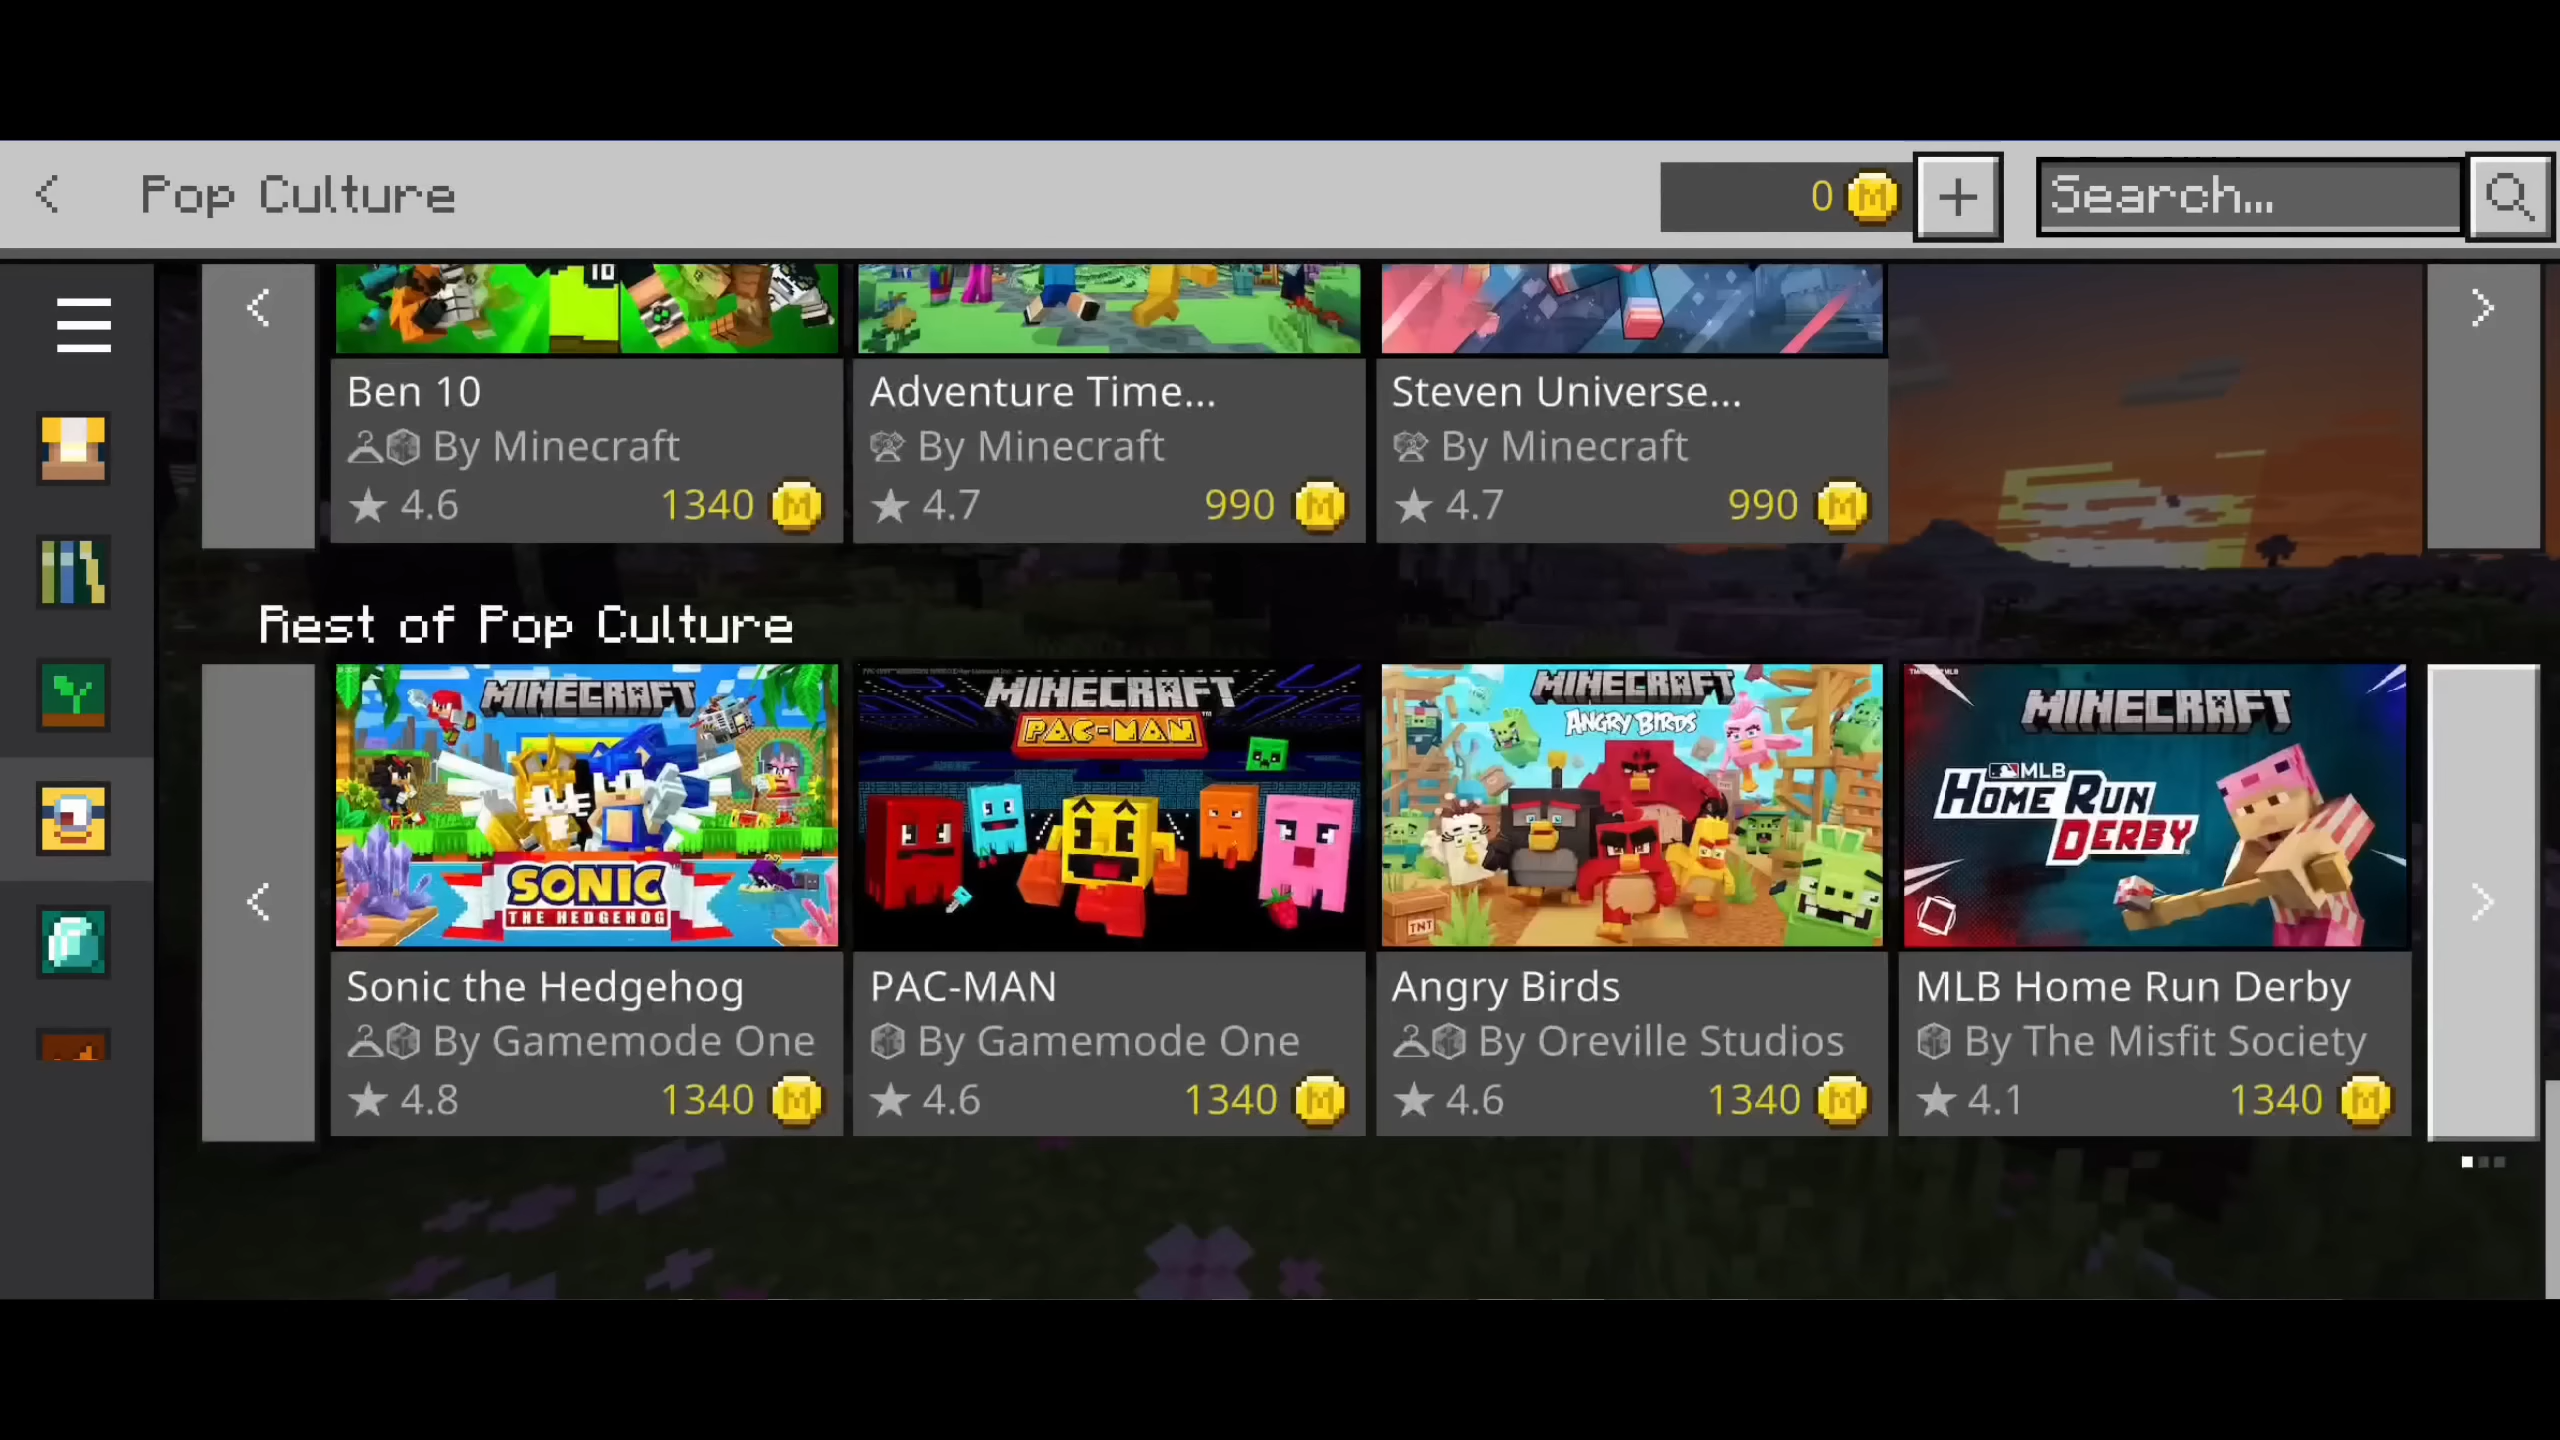 Pop Culture
0
Search...
10
Ben 10
By Minecraft
4.6 1340
Adventure Time...
By Minecraft
4.7 990
Steven Universe...
By Minecraft
4.7 990
Rest of Pop Culture
MINECRAFT
SONIC
THE HEDGEHOG
Sonic the Hedgehog
By Gamemode One
4.8 1340
MINECRAFT
PAC-MAN
PAC-MAN
By Gamemode One
4.6 1340
MINECRAFT
ANGRY BIRDS
TNT
Angry Birds
By Oreville Studios
4.6 1340
MINECRAFT
MLB
HOME RUN
DERBY
MLB Home Run Derby
By The Misfit Society
4.1 1340